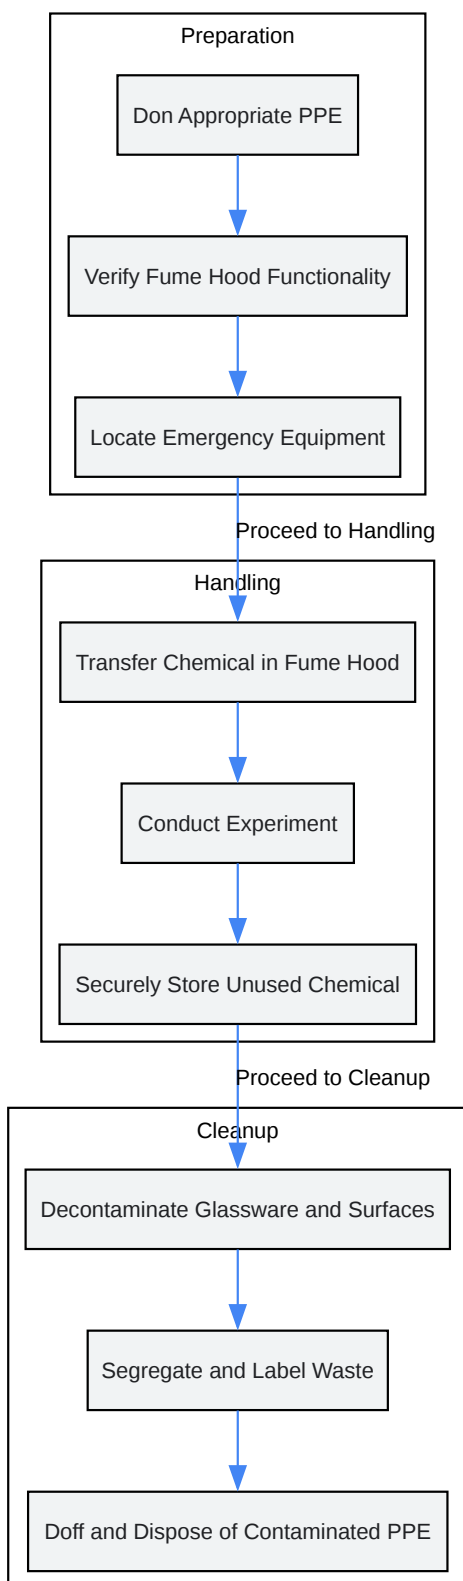 Preparation
Don Appropriate PPE
Verify Fume Hood Functionality
Locate Emergency Equipment
Proceed to Handling
Handling
Transfer Chemical in Fume Hood
Conduct Experiment
Securely Store Unused Chemical
Proceed to Cleanup
Cleanup
Decontaminate Glassware and Surfaces
Segregate and Label Waste
Doff and Dispose of Contaminated PPE